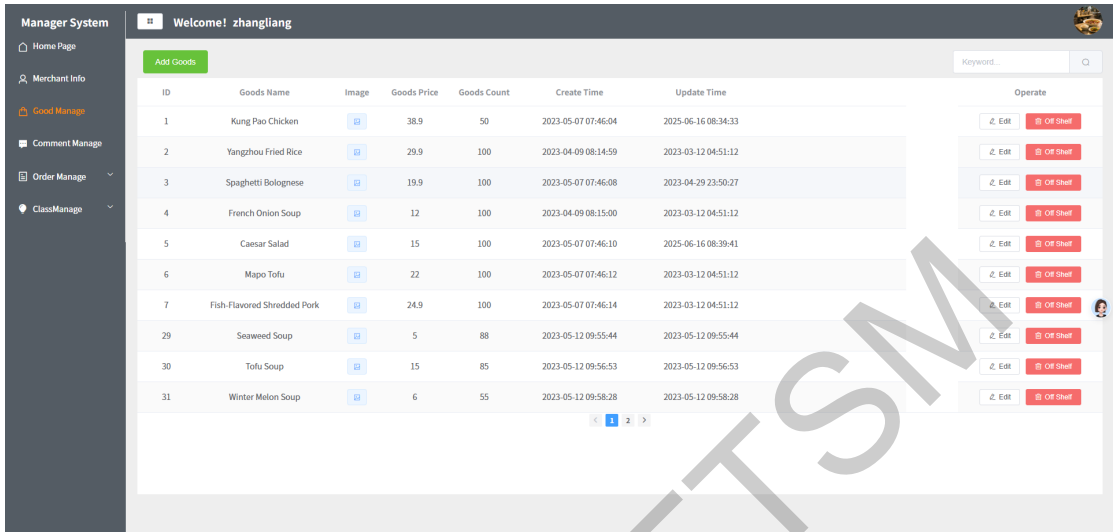 Manager System
Welcome! zhangliang
Home Page
Merchant Info
Good Manage
Comment Manage
Order Manage
ClassManage
Add Goods
Keyword...
ID Goods Name Image Goods Price Goods Count Create Time Update Time Operate
1 Kung Pao Chicken 38.9 50 2023-05-07 07:46:04 2025-06-16 08:34:33 Edit Off Shelf
2 Yangzhou Fried Rice 29.9 100 2023-04-09 08:14:59 2023-03-12 04:51:12 Edit Off Shelf
3 Spaghetti Bolognese 19.9 100 2023-05-07 07:46:08 2023-04-29 23:50:27 Edit Off Shelf
4 French Onion Soup 12 100 2023-04-09 08:15:00 2023-03-12 04:51:12 Edit Off Shelf
5 Caesar Salad 15 100 2023-05-07 07:46:10 2025-06-16 08:39:41 Edit Off Shelf
6 Mapo Tofu 22 100 2023-05-07 07:46:12 2023-03-12 04:51:12 Edit Off Shelf
7 Fish-Flavored Shredded Pork 24.9 100 2023-05-07 07:46:14 2023-03-12 04:51:12 Edit Off Shelf
29 Seaweed Soup 5 88 2023-05-12 09:55:44 2023-05-12 09:55:44 Edit Off Shelf
30 Tofu Soup 15 85 2023-05-12 09:56:53 2023-05-12 09:56:53 Edit Off Shelf
31 Winter Melon Soup 6 55 2023-05-12 09:58:28 2023-05-12 09:58:28 Edit Off Shelf
< 1 2 >
TSM